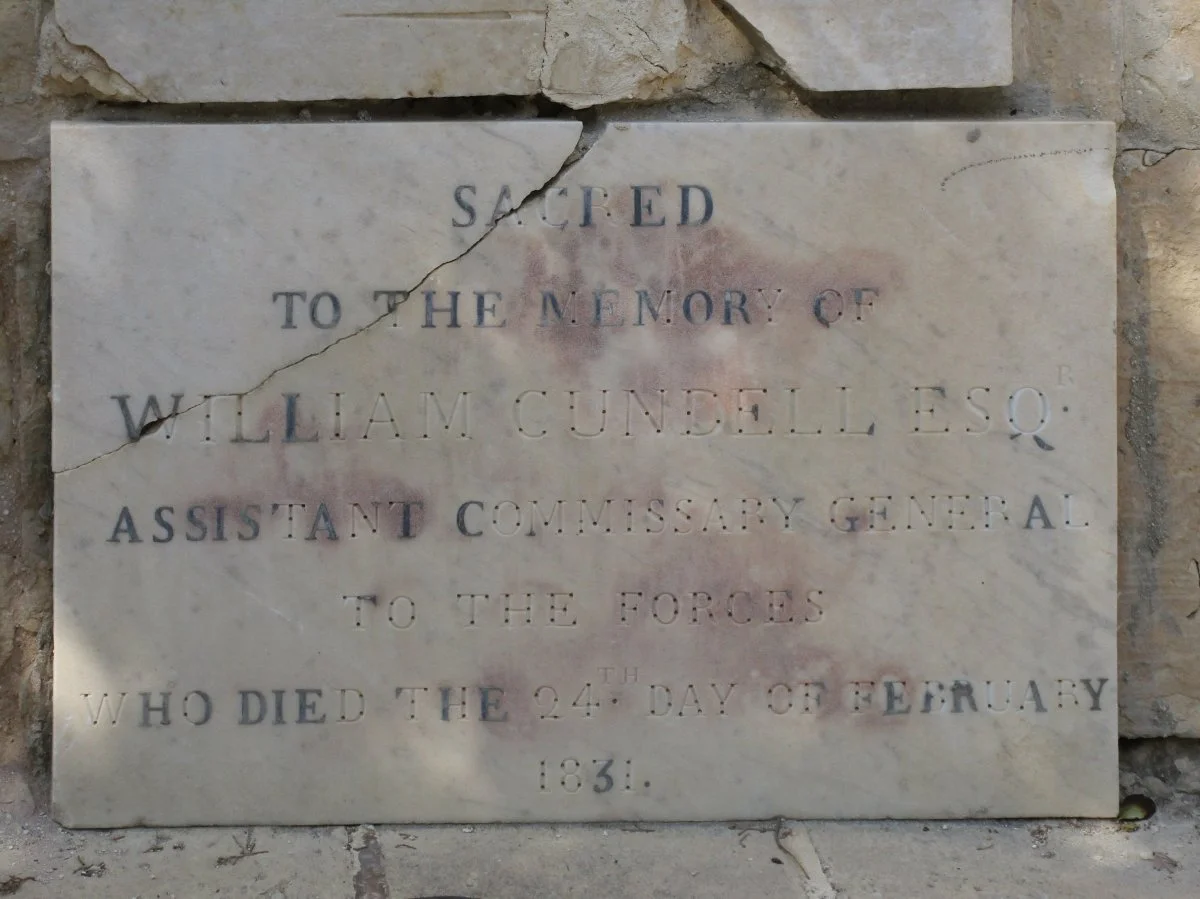 SACRED
TO THE MEMORY OF
WILLIAM CUNDELL ESQR.
ASSISTANT COMMISSARY GENERAL
TO THE FORCES
WHO DIED THE 24TH. DAY OF FEBRUARY
1831.